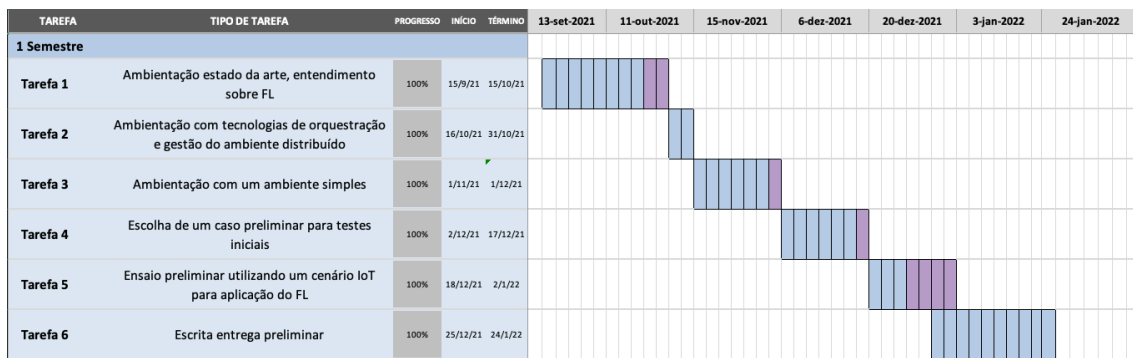 TAREFA TIPO DE TAREFA PROGRESSO INÍCIO TÉRMINO 13-set-2021 11-out-2021 15-nov-2021 6-dez-2021 20-dez-2021 3-jan-2022 24-jan-2022
1 Semestre
Tarefa 1 Ambientação estado da arte, entendimento sobre FL 100% 15/9/21 15/10/21
Tarefa 2 Ambientação com tecnologias de orquestração e gestão do ambiente distribuído 100% 16/10/21 31/10/21
Tarefa 3 Ambientação com um ambiente simples 100% 1/11/21 1/12/21
Tarefa 4 Escolha de um caso preliminar para testes iniciais 100% 2/12/21 17/12/21
Tarefa 5 Ensaio preliminar utilizando um cenário IoT para aplicação do FL 100% 18/12/21 2/1/22
Tarefa 6 Escrita entrega preliminar 100% 25/12/21 24/1/22